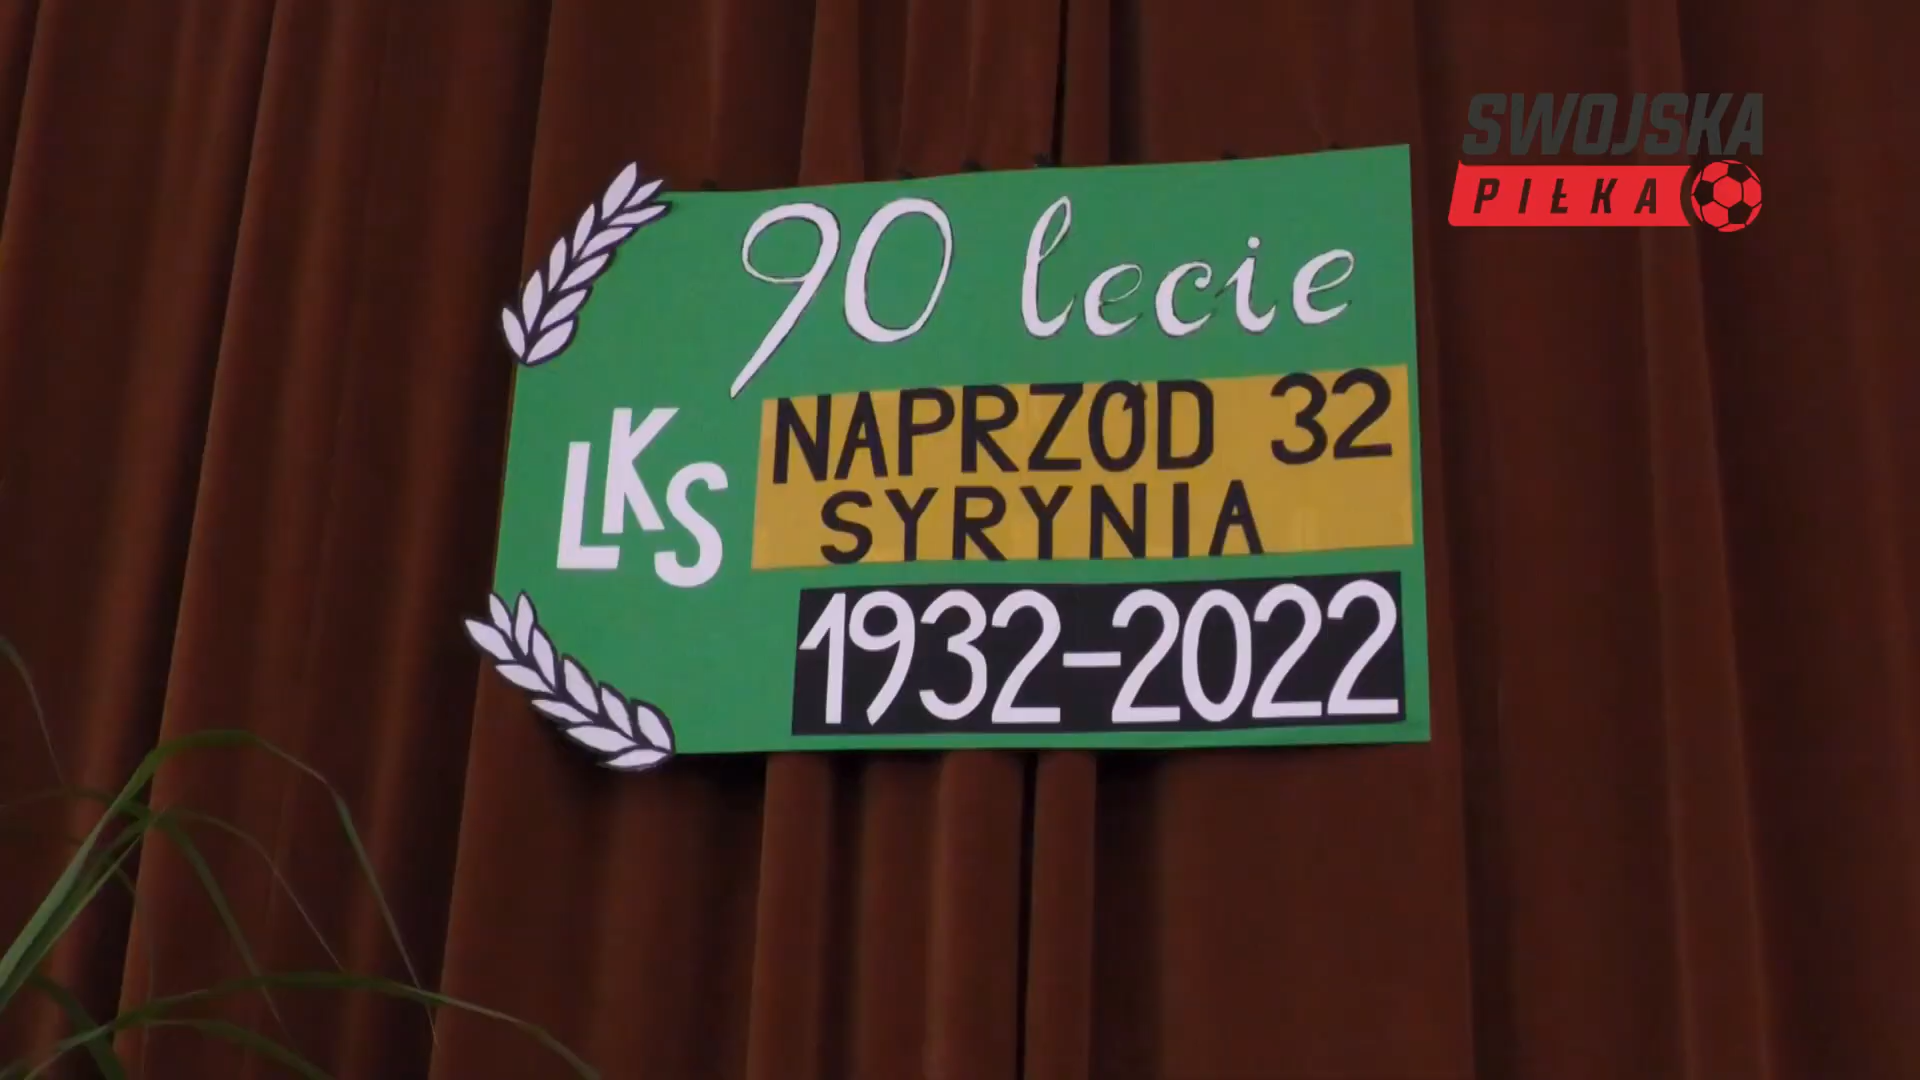 SWOJSKA
PIŁKA
90 lecie
LKS
NAPRZÓD 32
SYRYNIA
1932-2022